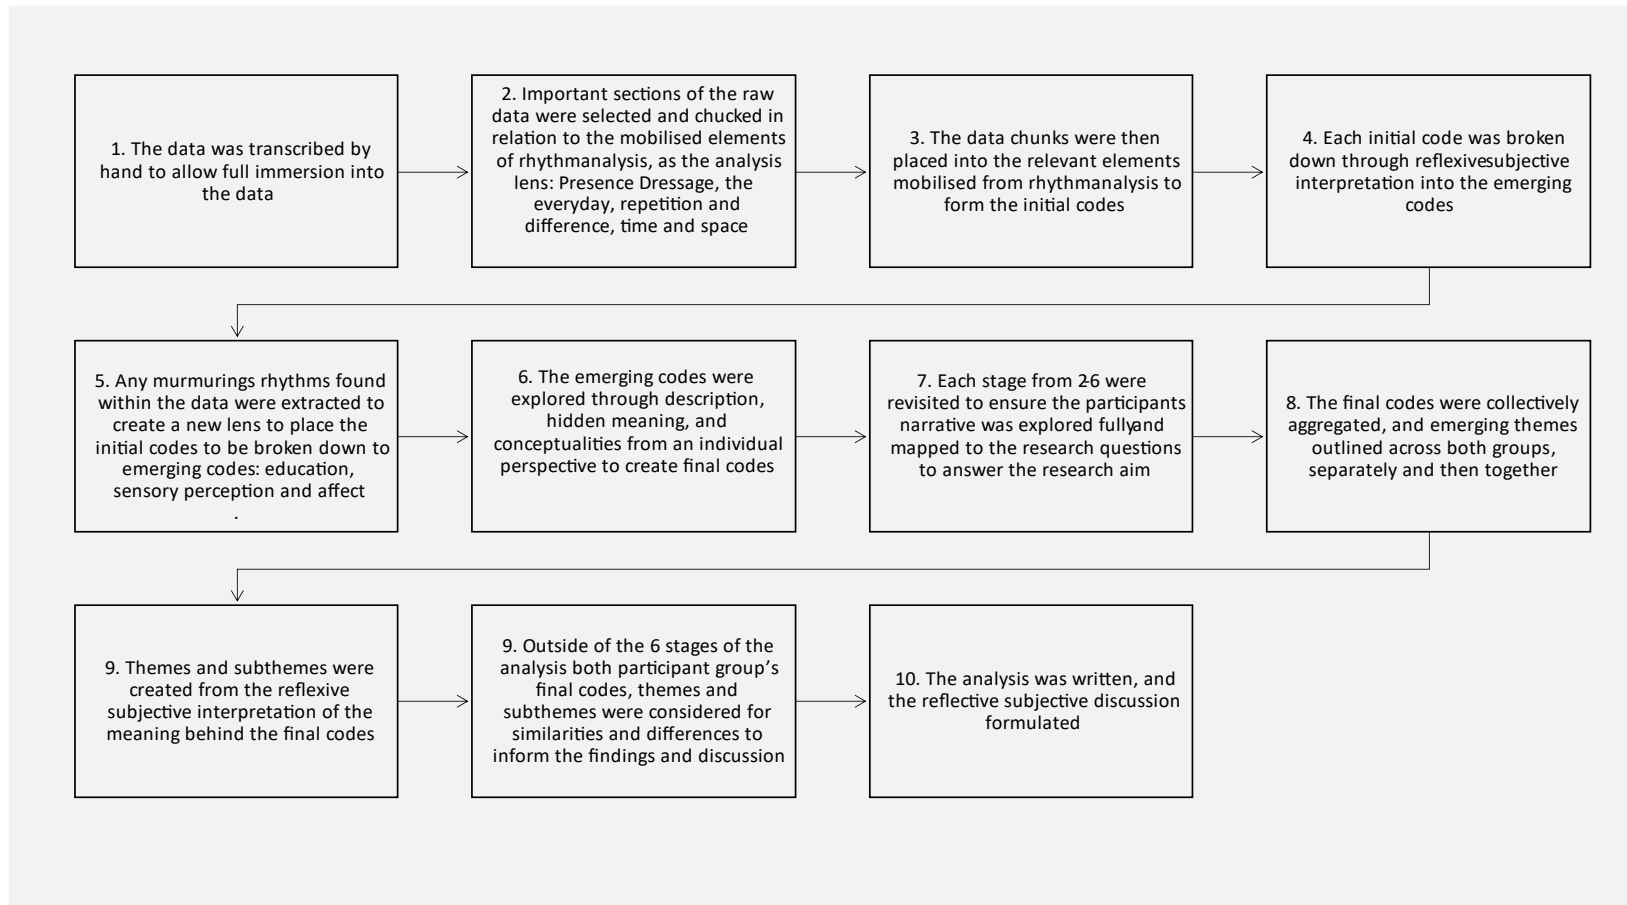 1. The data was transcribed by
hand to allow full immersion into
the data
2. Important sections of the raw
data were selected and chucked in
relation to the mobilised elements
of rhythmanalysis, as the analysis
lens: Presence Dressage, the
everyday, repetition and
difference, time and space
3. The data chunks were then
placed into the relevant elements
mobilised from rhythmanalysis to
form the initial codes
4. Each initial code was broken
down through reflexivesubjective
interpretation into the emerging
codes
5. Any murmurings rhythms found
within the data were extracted to
create a new lens to place the
initial codes to be broken down to
emerging codes: education,
sensory perception and affect
.
6. The emerging codes were
explored through description,
hidden meaning, and
conceptualities from an individual
perspective to create final codes
7. Each stage from 2-6 were
revisited to ensure the participants
narrative was explored fullyand
mapped to the research questions
to answer the research aim
8. The final codes were collectively
aggregated, and emerging themes
outlined across both groups,
separately and then together
9. Themes and subthemes were
created from the reflexive
subjective interpretation of the
meaning behind the final codes
9. Outside of the 6 stages of the
analysis both participant group’s
final codes, themes and
subthemes were considered for
similarities and differences to
inform the findings and discussion
10. The analysis was written, and
the reflective subjective discussion
formulated